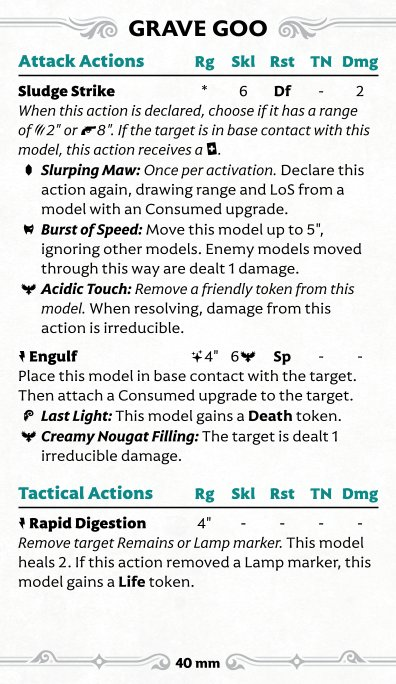 GRAVE GOO
Attack Actions Rg Skl Rst TN Dmg
Sludge Strike * 6 Df - 2
When this action is declared, choose if it has a range
of 2" or 8". If the target is in base contact with this
model, this action receives a .
Slurping Maw: Once per activation. Declare this
action again, drawing range and LoS from a
model with an Consumed upgrade.
Burst of Speed: Move this model up to 5",
ignoring other models. Enemy models moved
through this way are dealt 1 damage.
Acidic Touch: Remove a friendly token from this
model. When resolving, damage from this
action is irreducible.
Engulf 4" 6 Sp - -
Place this model in base contact with the target.
Then attach a Consumed upgrade to the target.
Last Light: This model gains a Death token.
Creamy Nougat Filling: The target is dealt 1
irreducible damage.
Tactical Actions Rg Skl Rst TN Dmg
Rapid Digestion 4" - - - -
Remove target Remains or Lamp marker. This model
heals 2. If this action removed a Lamp marker, this
model gains a Life token.
40 mm